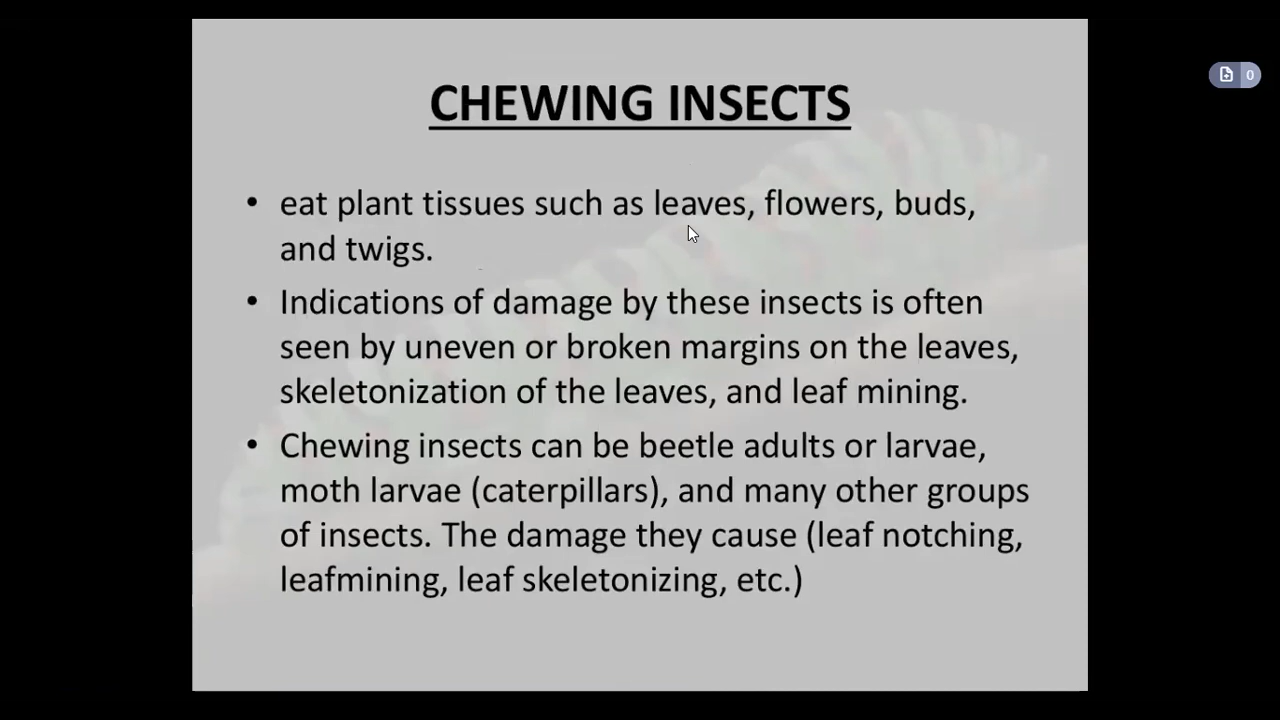 CHEWING INSECTS
• eat plant tissues such as leaves, flowers, buds,
and twigs.
• Indications of damage by these insects is often
seen by uneven or broken margins on the leaves,
skeletonization of the leaves, and leaf mining.
• Chewing insects can be beetle adults or larvae,
moth larvae (caterpillars), and many other groups
of insects. The damage they cause (leaf notching,
leafmining, leaf skeletonizing, etc.)
0